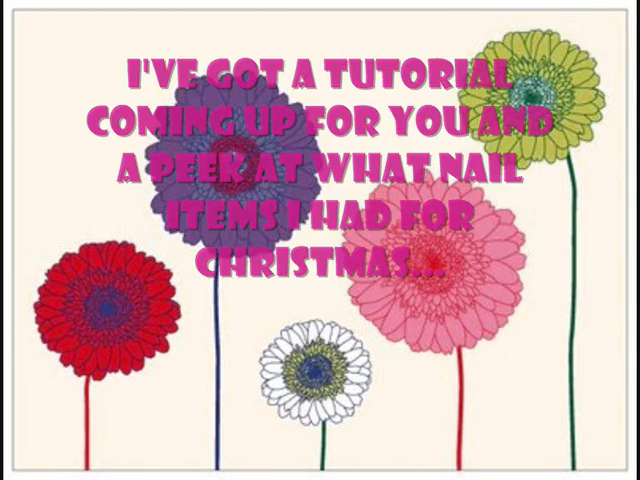 I'VE GOT A TUTORIAL
COMING UP FOR YOU AND
A PEEK AT WHAT NAIL
ITEMS I HAD FOR
CHRISTMAS...